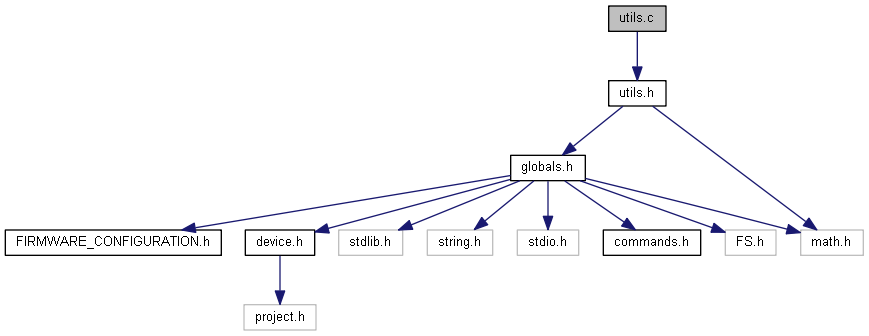 utils.c
utils.h
globals.h
FIRMWARE_CONFIGURATION.h
device.h
stdlib.h
string.h
stdio.h
commands.h
FS.h
math.h
project.h